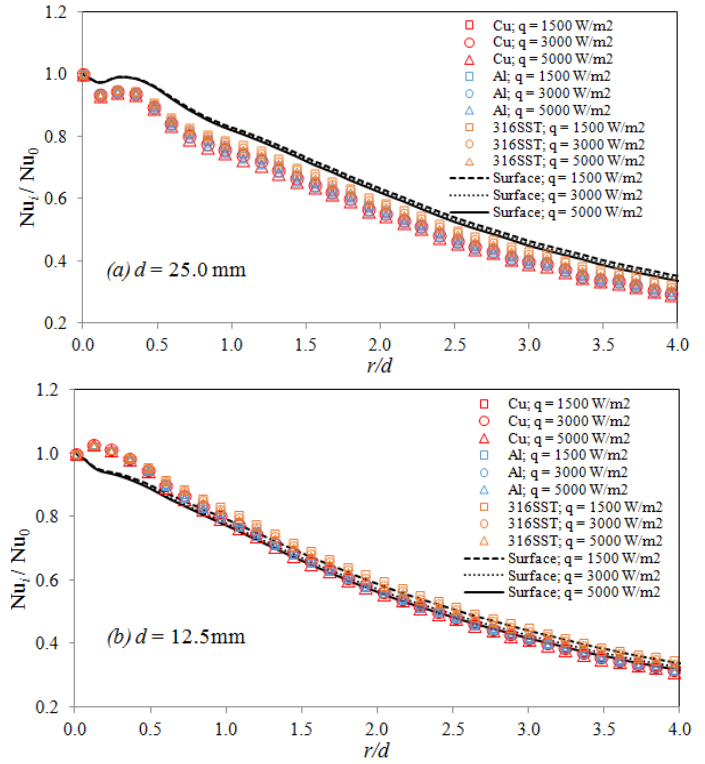 1.2
1.0
0.8
0.6
0.4
0.2
Nu_i / Nu_0
Cu; q = 1500 W/m2
Cu; q = 3000 W/m2
Cu; q = 5000 W/m2
Al; q = 1500 W/m2
Al; q = 3000 W/m2
Al; q = 5000 W/m2
316SST; q = 1500 W/m2
316SST; q = 3000 W/m2
316SST; q = 5000 W/m2
Surface; q = 1500 W/m2
Surface; q = 3000 W/m2
Surface; q = 5000 W/m2
(a) d = 25.0 mm
0.0 0.5 1.0 1.5 2.0 2.5 3.0 3.5 4.0
r/d
1.2
1.0
0.8
0.6
0.4
0.2
Nu_i / Nu_0
Cu; q = 1500 W/m2
Cu; q = 3000 W/m2
Cu; q = 5000 W/m2
Al; q = 1500 W/m2
Al; q = 3000 W/m2
Al; q = 5000 W/m2
316SST; q = 1500 W/m2
316SST; q = 3000 W/m2
316SST; q = 5000 W/m2
Surface; q = 1500 W/m2
Surface; q = 3000 W/m2
Surface; q = 5000 W/m2
(b) d = 12.5mm
0.0 0.5 1.0 1.5 2.0 2.5 3.0 3.5 4.0
r/d